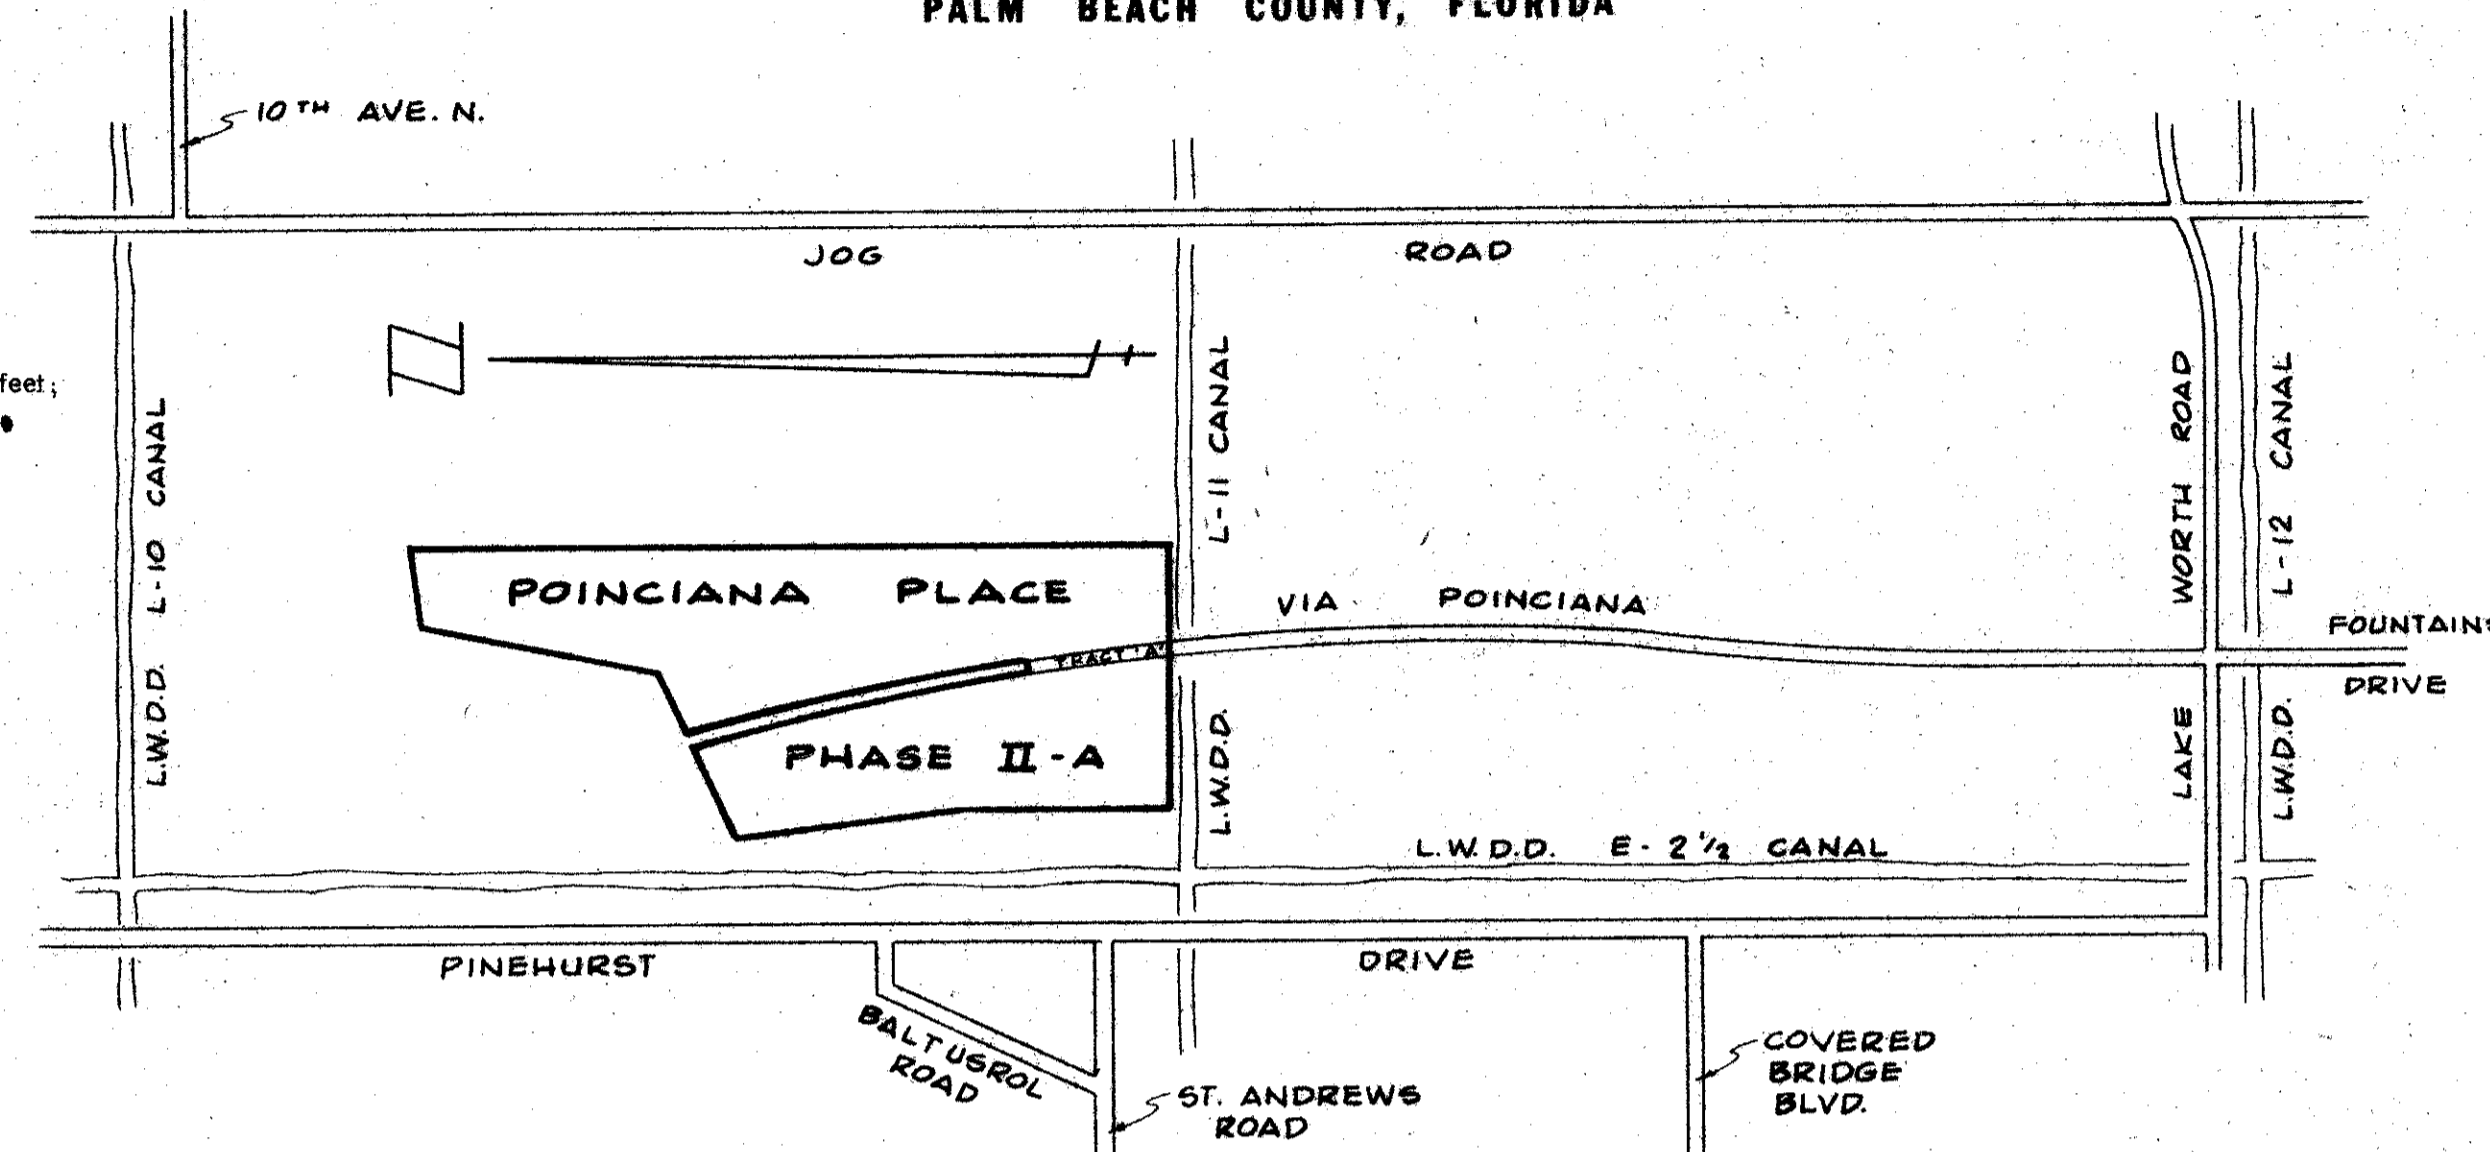 PALM BEACH COUNTY, FLORIDA
10TH AVE. N.
JOG ROAD
N
feet;
L.W.D.D. L-10 CANAL
L.W.D.D. L-11 CANAL
LAKE WORTH ROAD
L.W.D.D. L-12 CANAL
POINCIANA PLACE
VIA POINCIANA
TRACT 'A'
FOUNTAINS
DRIVE
PHASE II-A
L.W.D.D. E-2 1/2 CANAL
PINEHURST DRIVE
BALTUSROL
ROAD
ST. ANDREWS
ROAD
COVERED
BRIDGE
BLVD.